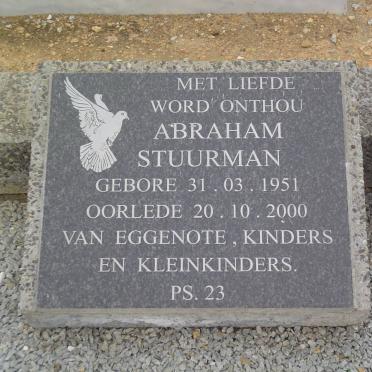 MET LIEFDE
WORD ONTHOU
ABRAHAM
STUURMAN
GEBORE 31.03.1951
OORLEDE 20.10.2000
VAN EGGENOTE, KINDERS
EN KLEINKINDERS.
PS. 23